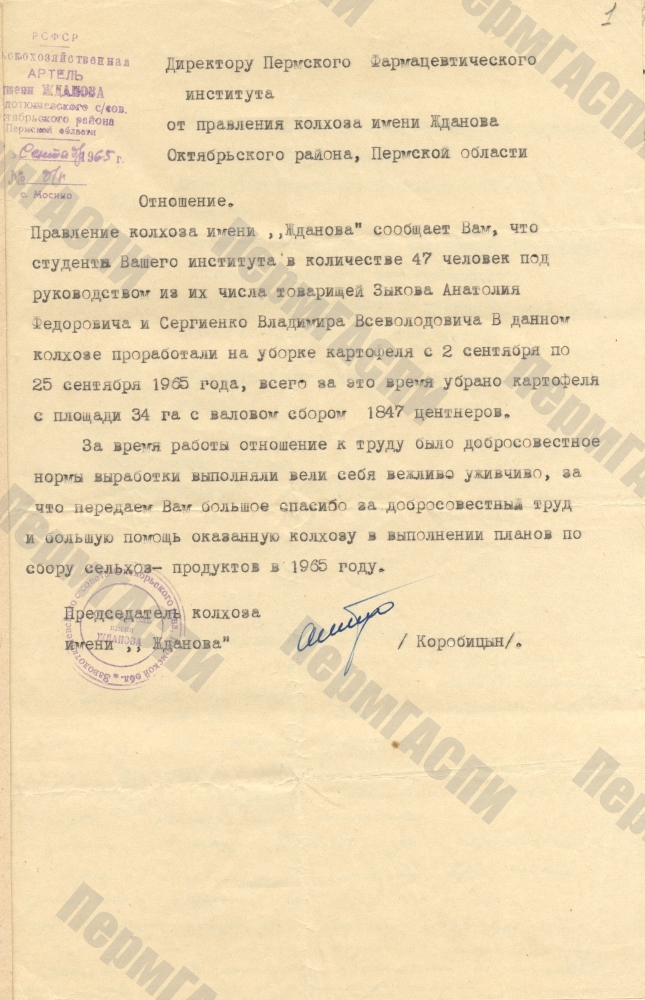 1
РСФСР
АРТЕЛЬ
имени ЖДАНОВА
Пермской области
1965 г.
с. Мосино
Директору Пермского Фармацевтического
института
от правления колхоза имени Жданова
Октябрьского района, Пермской области
Отношение.
Правление колхоза имени ,,Жданова" сообщает Вам, что
студента Вашего института в количестве 47 человек под
руководством из их числа товарищей Зыкова Анатолия
Федоровича и Сергиенко Владимира Всеволодовича В данном
колхозе проработали на уборке картофеля с 2 сентября по
25 сентября 1965 года, всего за это время убрано картофеля
с площади 34 га с валовом сбором 1847 центнеров.
За время работы отношение к труду было добросовестное
нормы выработки выполняли вели себя вежливо уживчиво, за
что передаем Вам большое спасибо за добросовестный труд
и большую помощь оказанную колхозу в выполнении планов по
сбору сельхоз- продуктов в 1965 году.
Председатель колхоза
имени ,, Жданова"
/ Коробицын/.
ЖДАНОВА
ПермГАСПИ